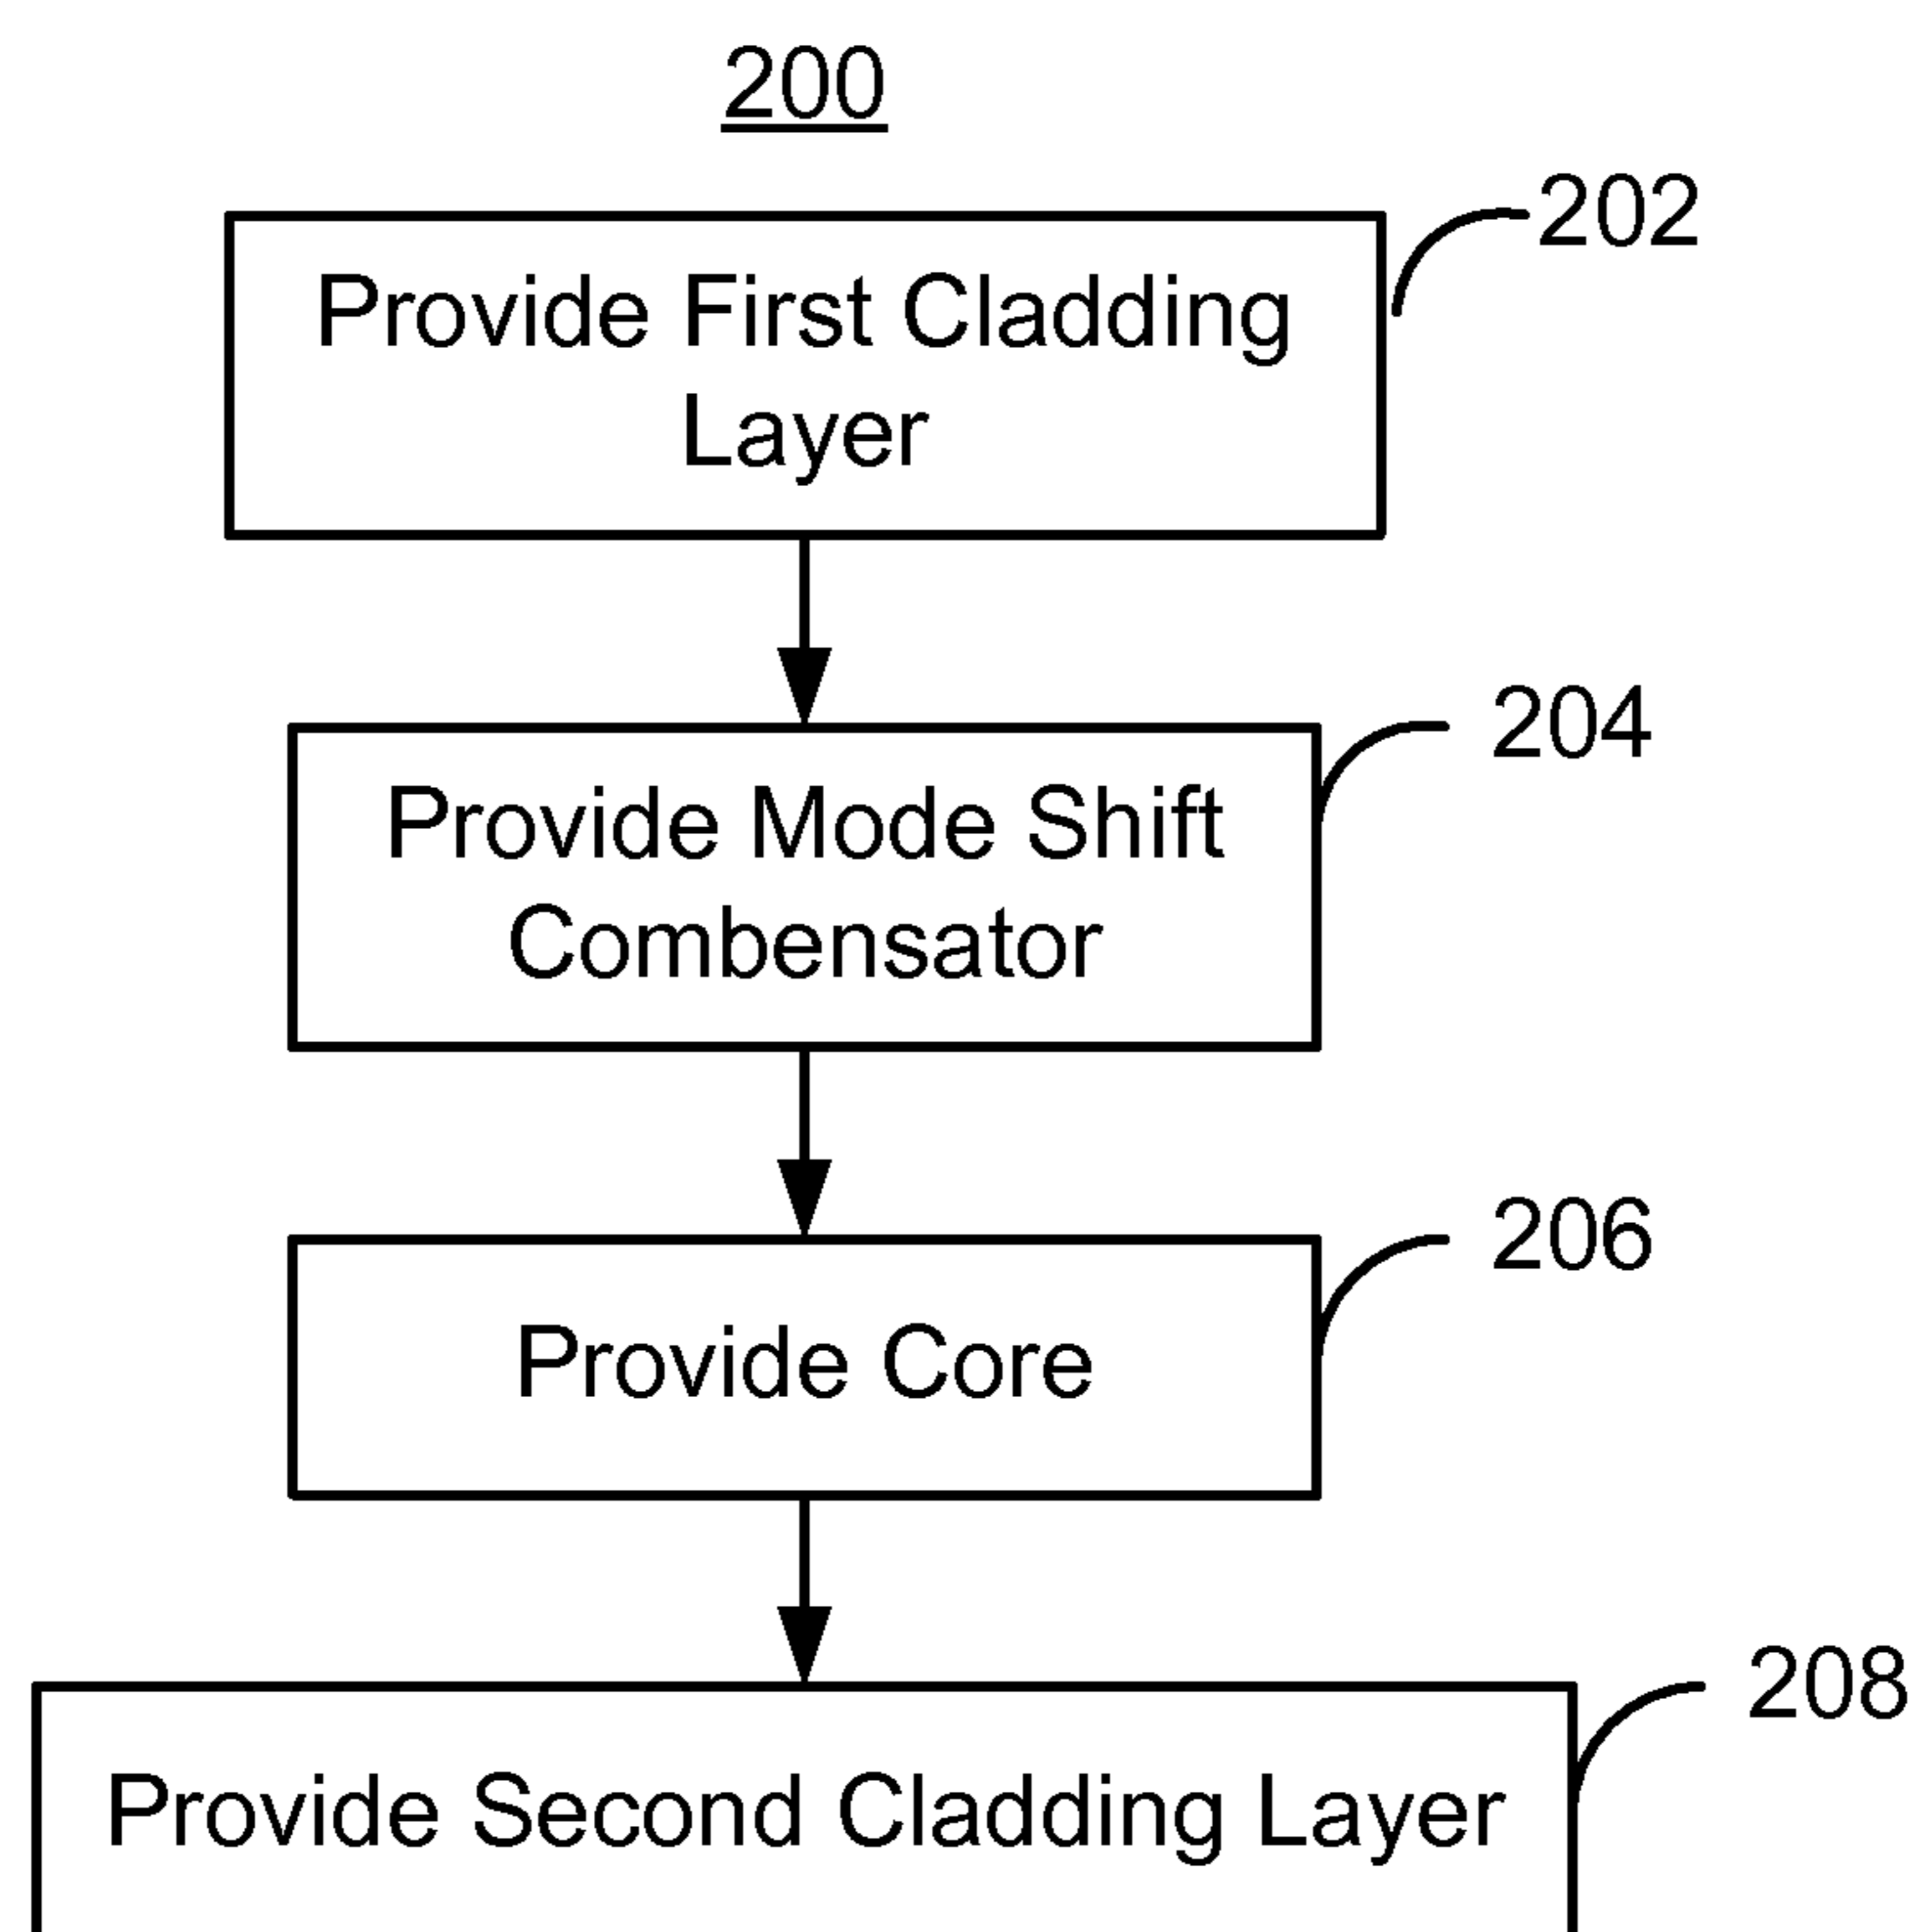 200
202
Provide First Cladding
Layer
204
Provide Mode Shift
Combensator
206
Provide Core
208
Provide Second Cladding Layer